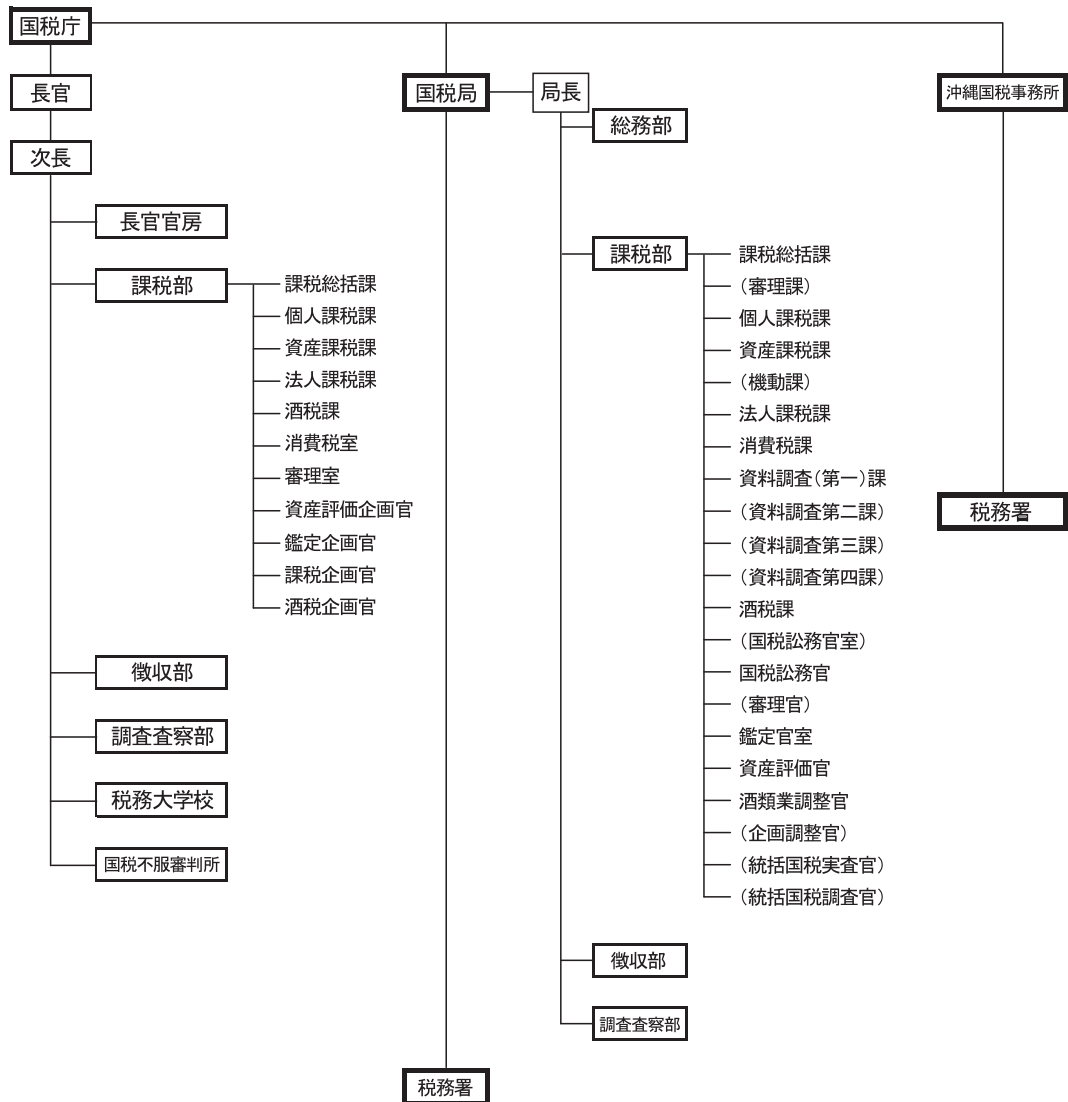 国税庁
長官
次長
長官官房
課税部
課税総括課
個人課税課
資産課税課
法人課税課
酒税課
消費税室
審理室
資産評価企画官
鑑定企画官
課税企画官
酒税企画官
徴収部
調査査察部
税務大学校
国税不服審判所
国税局
局長
総務部
課税部
課税総括課
（審理課）
個人課税課
資産課税課
（機動課）
法人課税課
消費税課
資料調査（第一）課
（資料調査第二課）
（資料調査第三課）
（資料調査第四課）
酒税課
（国税訟務官室）
国税訟務官
（審理官）
鑑定官室
資産評価官
酒類業調整官
（企画調整官）
（統括国税実査官）
（統括国税調査官）
徴収部
調査査察部
税務署
沖縄国税事務所
税務署